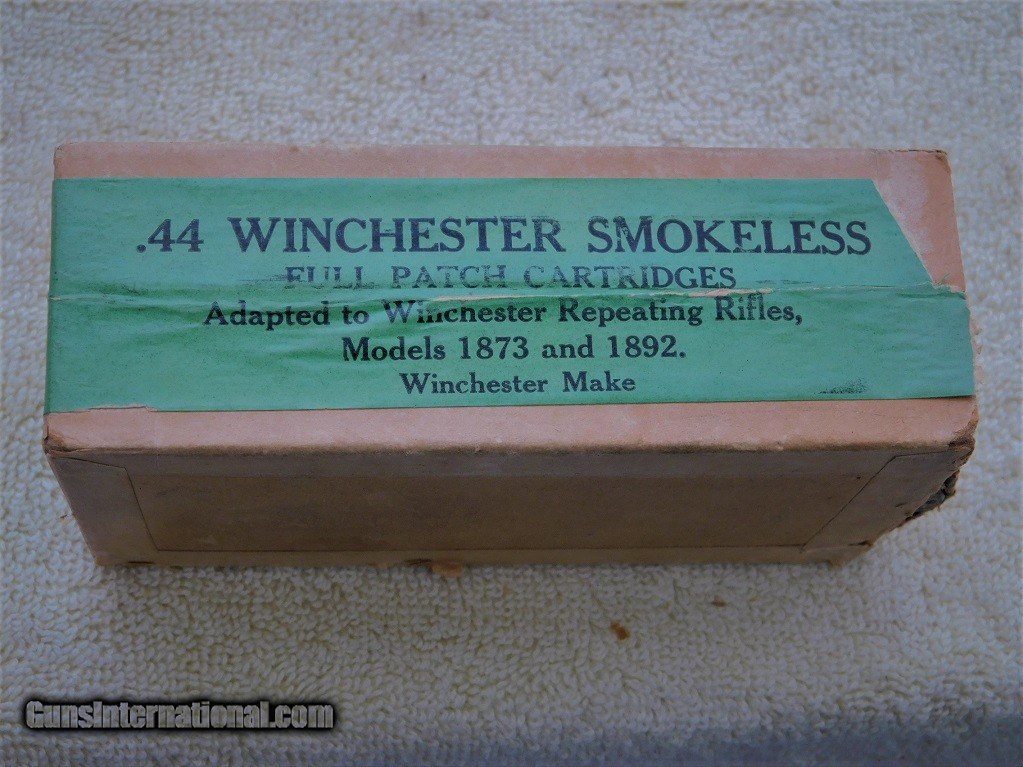 .44 WINCHESTER SMOKELESS
FULL PATCH CARTRIDGES
Adapted to Winchester Repeating Rifles,
Models 1873 and 1892.
Winchester Make
GunsInternational.com